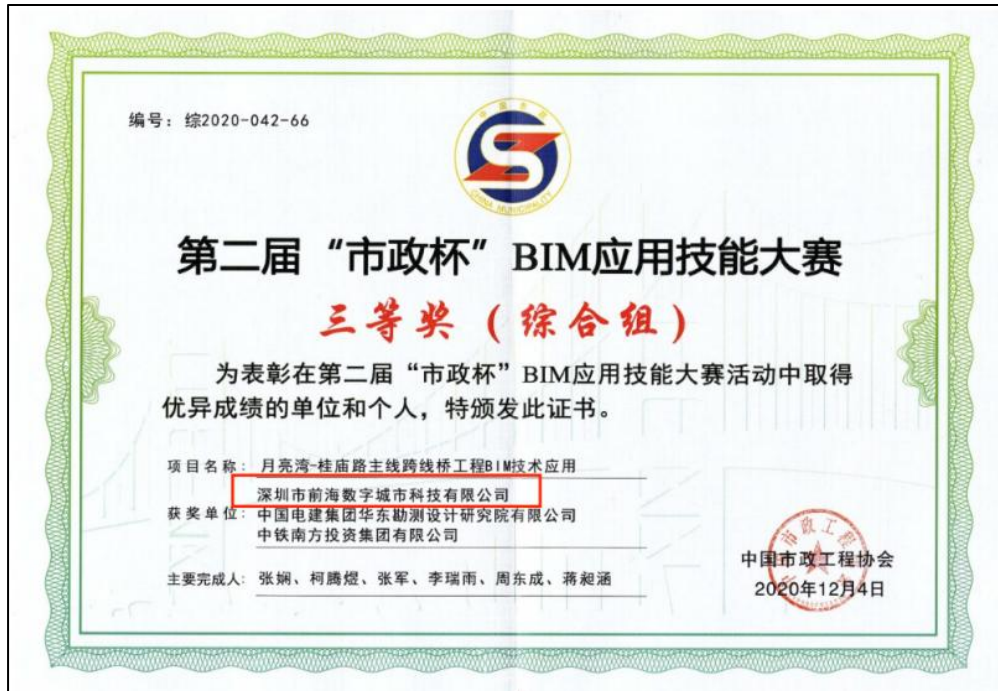 编号：综2020-042-66
中国市政
CHINA MUNICIPALITY
第二届“市政杯”BIM应用技能大赛
三等奖（综合组）
为表彰在第二届“市政杯”BIM应用技能大赛活动中取得
优异成绩的单位和个人，特颁发此证书。
项目名称：月亮湾-桂庙路主线跨线桥工程BIM技术应用
深圳市前海数字城市科技有限公司
获奖单位：中国电建集团华东勘测设计研究院有限公司
中铁南方投资集团有限公司
主要完成人：张娴、柯腾煜、张军、李瑞雨、周东成、蒋昶涵
中国市政工程协会
2020年12月4日